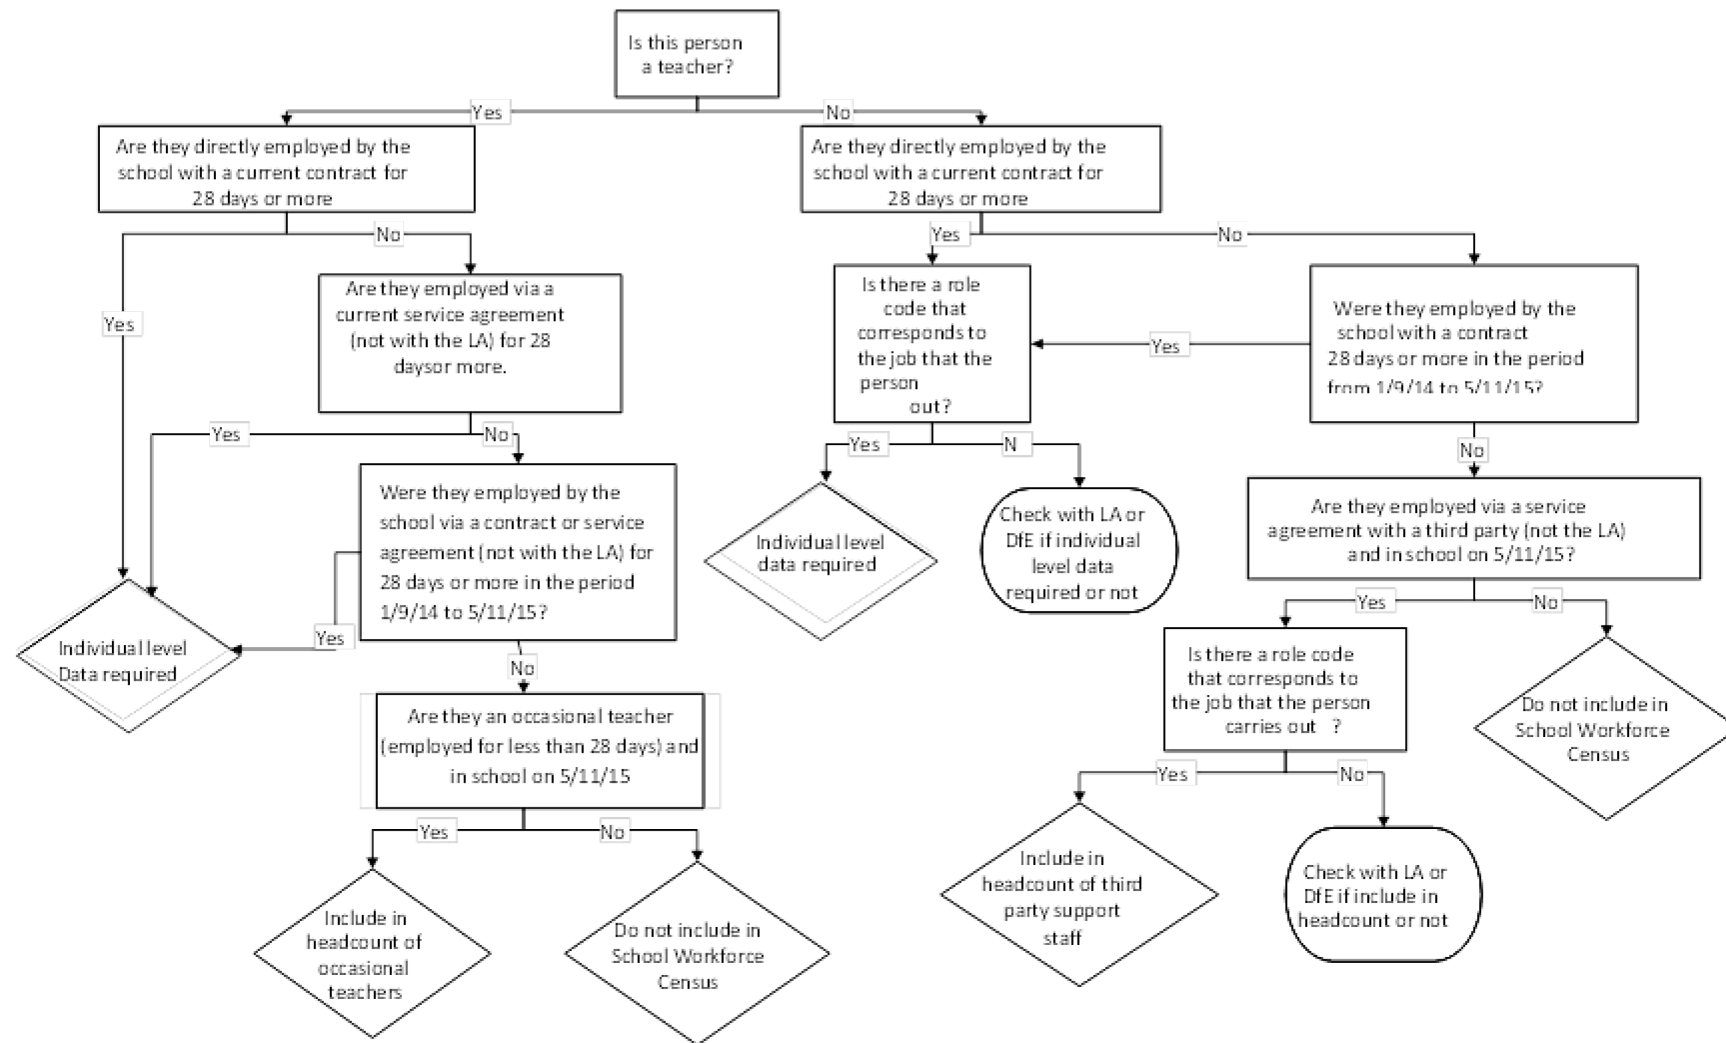 Is this person
a teacher?
Yes
No
Are they directly employed by the
school with a current contract for
28 days or more
Are they directly employed by the
school with a current contract for
28 days or more
Yes
No
Yes
No
Are they employed via a
current service agreement
(not with the LA) for 28
daysor more.
Is there a role
code that
corresponds to
the job that the
person
out?
Yes
Were they employed by the
school with a contract
28 days or more in the period
from 1/9/14 to 5/11/15?
Yes
No
Yes
N
No
Were they employed by the
school via a contract or service
agreement (not with the LA) for
28 days or more in the period
1/9/14 to 5/11/15?
Individual level
data required
Check with LA or
DfE if individual
level data
required or not
Are they employed via a service
agreement with a third party (not the LA)
and in school on 5/11/15?
Yes
No
Yes
No
Individual level
Data required
Is there a role code
that corresponds to
the job that the person
carries out ?
Do not include in
School Workforce
Census
Are they an occasional teacher
(employed for less than 28 days) and
in school on 5/11/15
Yes
No
Yes
No
Include in
headcount of
occasional
teachers
Do not include in
School Workforce
Census
Include in
headcount of third
party support
staff
Check with LA or
DfE if include in
headcount or not